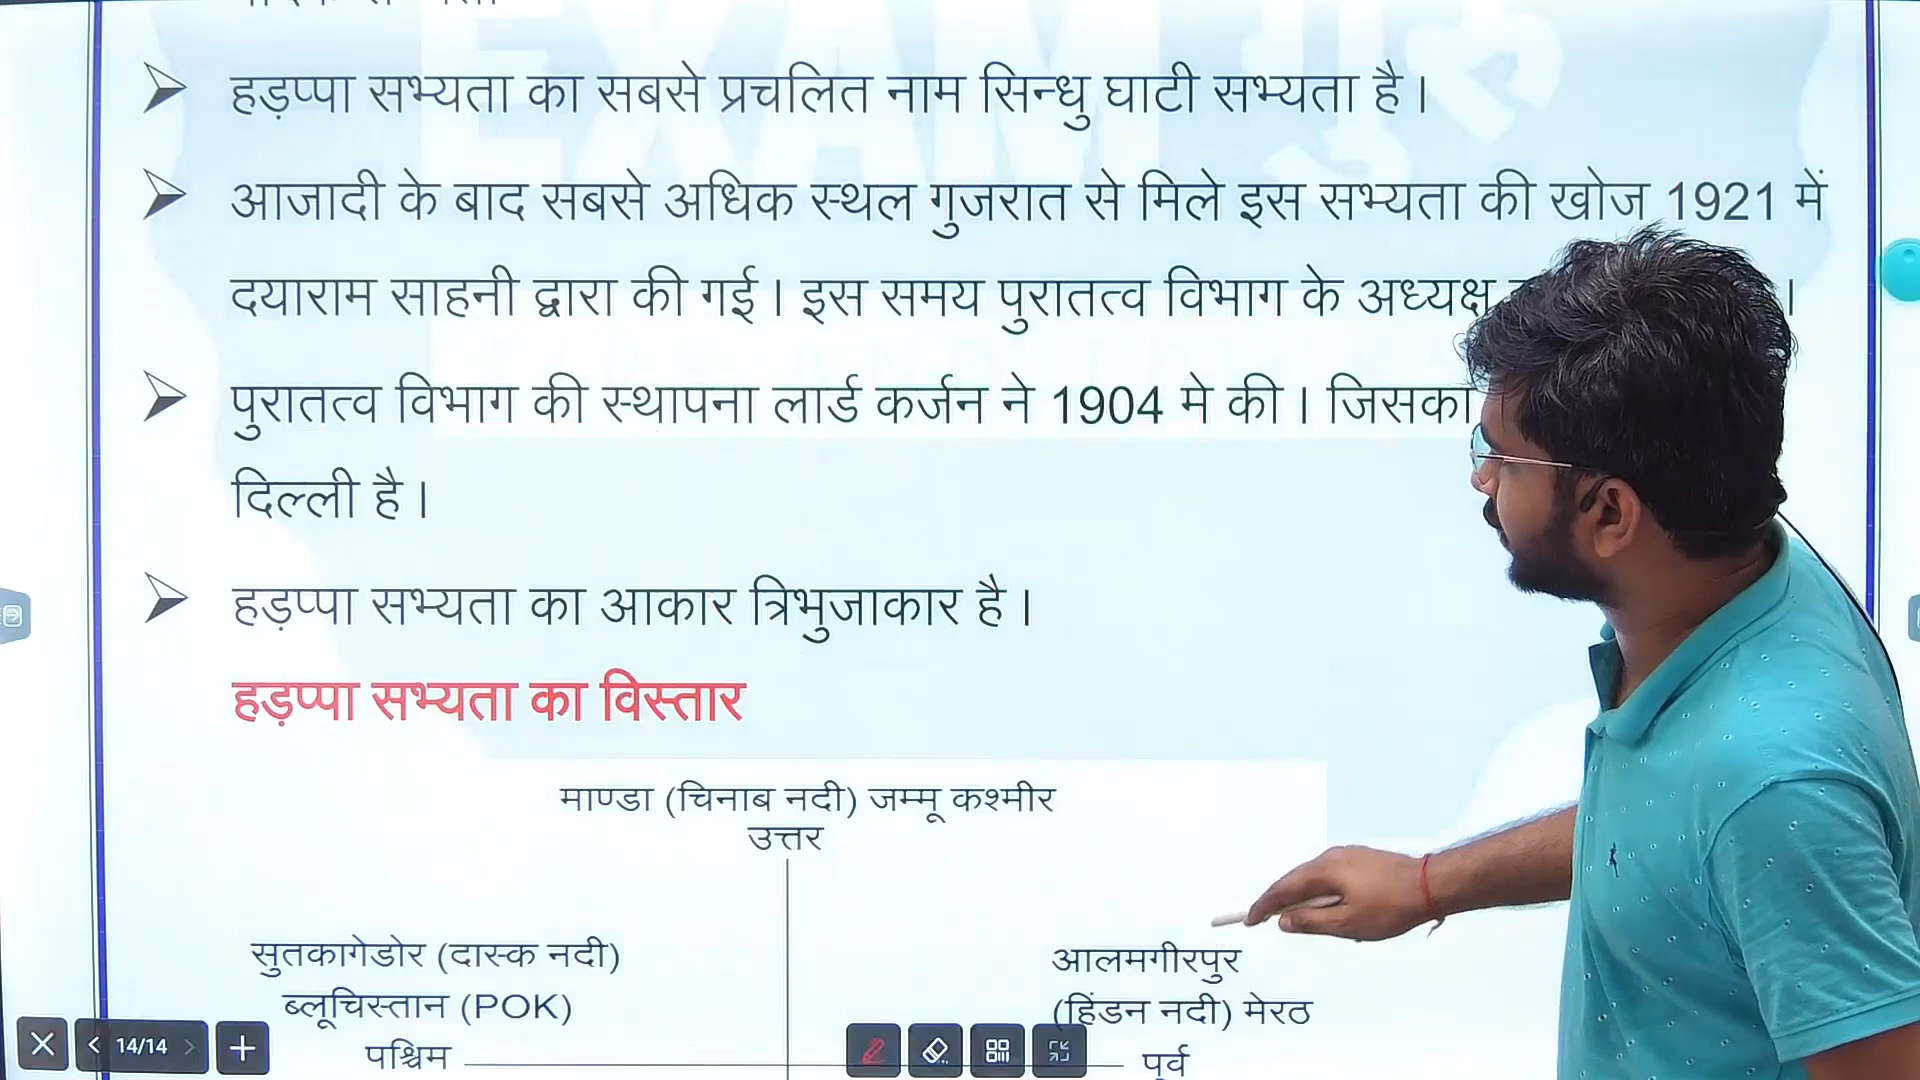 हड़प्पा सभ्यता का सबसे प्रचलित नाम सिन्धु घाटी सभ्यता है।
आजादी के बाद सबसे अधिक स्थल गुजरात से मिले इस सभ्यता की खोज 1921 में
दयाराम साहनी द्वारा की गई। इस समय पुरातत्व विभाग के अध्यक्ष
पुरातत्व विभाग की स्थापना लार्ड कर्जन ने 1904 मे की। जिसका
दिल्ली है।
हड़प्पा सभ्यता का आकार त्रिभुजाकार है।
हड़प्पा सभ्यता का विस्तार
माण्डा (चिनाब नदी) जम्मू कश्मीर
उत्तर
सुतकागेडोर (दास्क नदी)
ब्लूचिस्तान (POK)
पश्चिम
आलमगीरपुर
(हिंडन नदी) मेरठ
पूर्व
14/14
EXAM